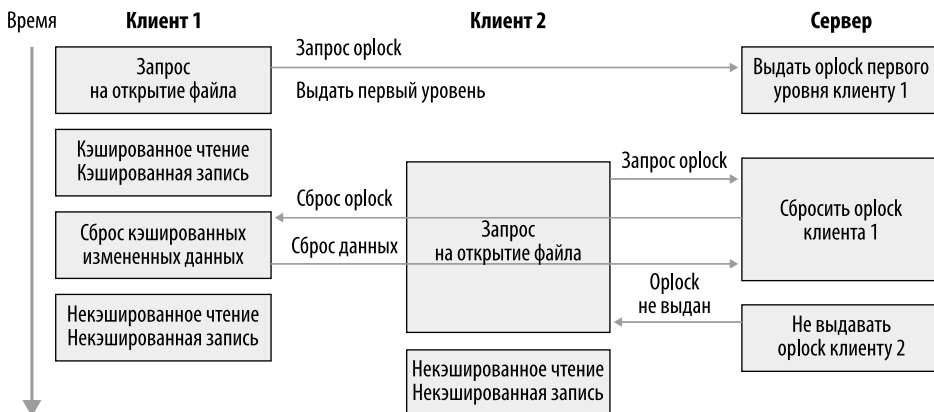 Время
Клиент 1
Клиент 2
Сервер
Запрос
на открытие файла
Запрос oplock
Выдать первый уровень
Выдать oplock первого
уровня клиенту 1
Кэшированное чтение
Кэшированная запись
Запрос oplock
Сброс oplock
Сбросить oplock
клиента 1
Сброс кэшированных
измененных данных
Сброс данных
Запрос
на открытие файла
Oplock
не выдан
Некэшированное чтение
Некэшированная запись
Не выдавать
oplock клиенту 2
Некэшированное чтение
Некэшированная запись